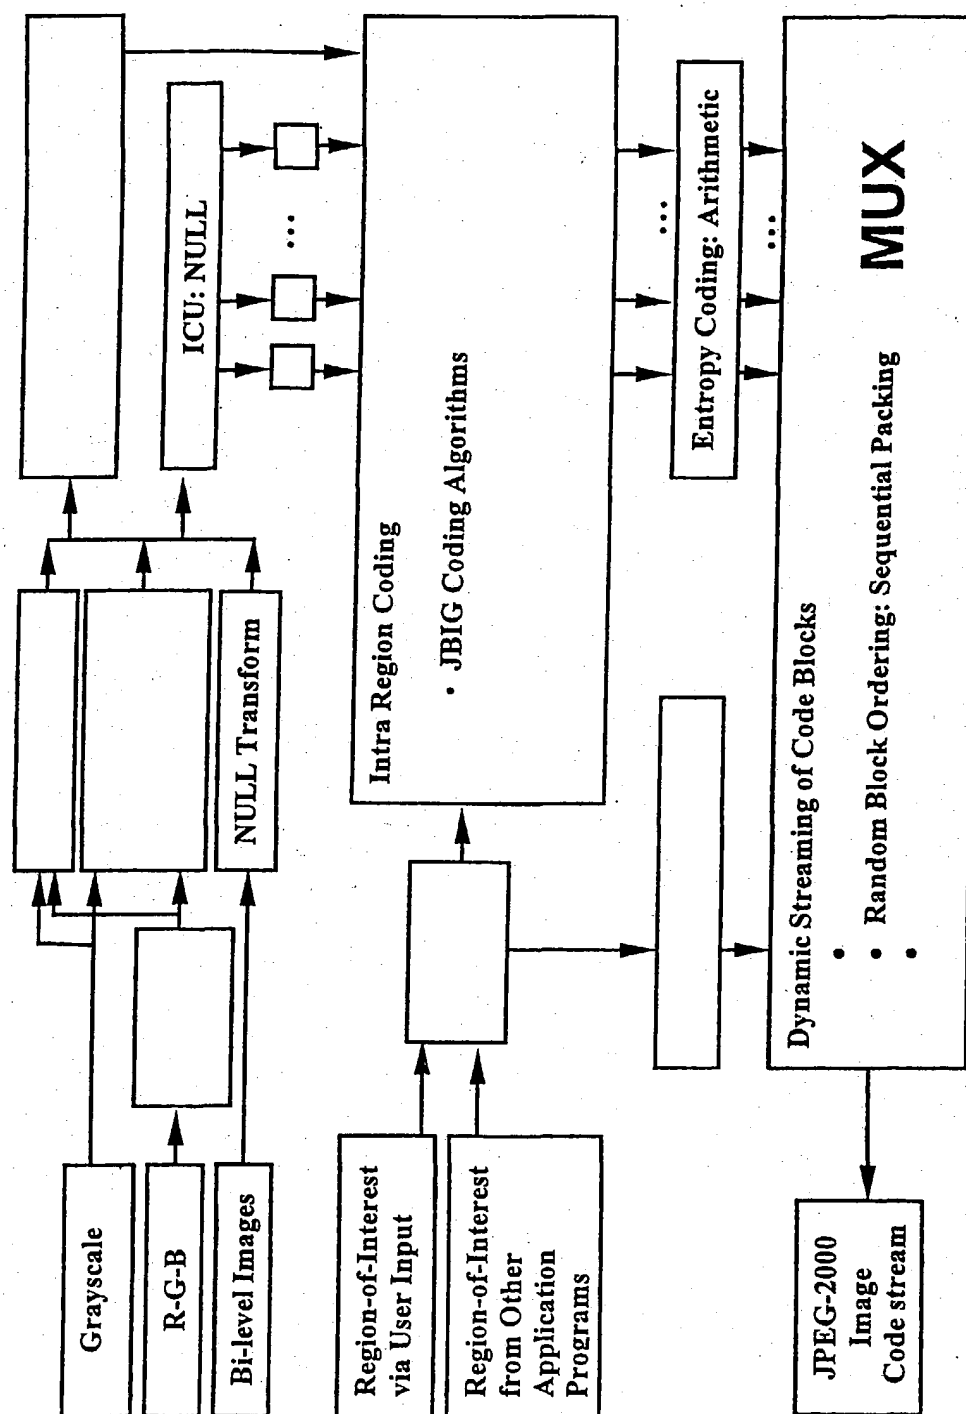 Grayscale
R-G-B
Bi-level Images
NULL Transform
ICU: NULL
...
Region-of-Interest
via User Input
Region-of-Interest
from Other
Application
Programs
Intra Region Coding
• JBIG Coding Algorithms
...
Entropy Coding: Arithmetic
...
Dynamic Streaming of Code Blocks
•
• Random Block Ordering: Sequential Packing
•
MUX
JPEG-2000
Image
Code stream